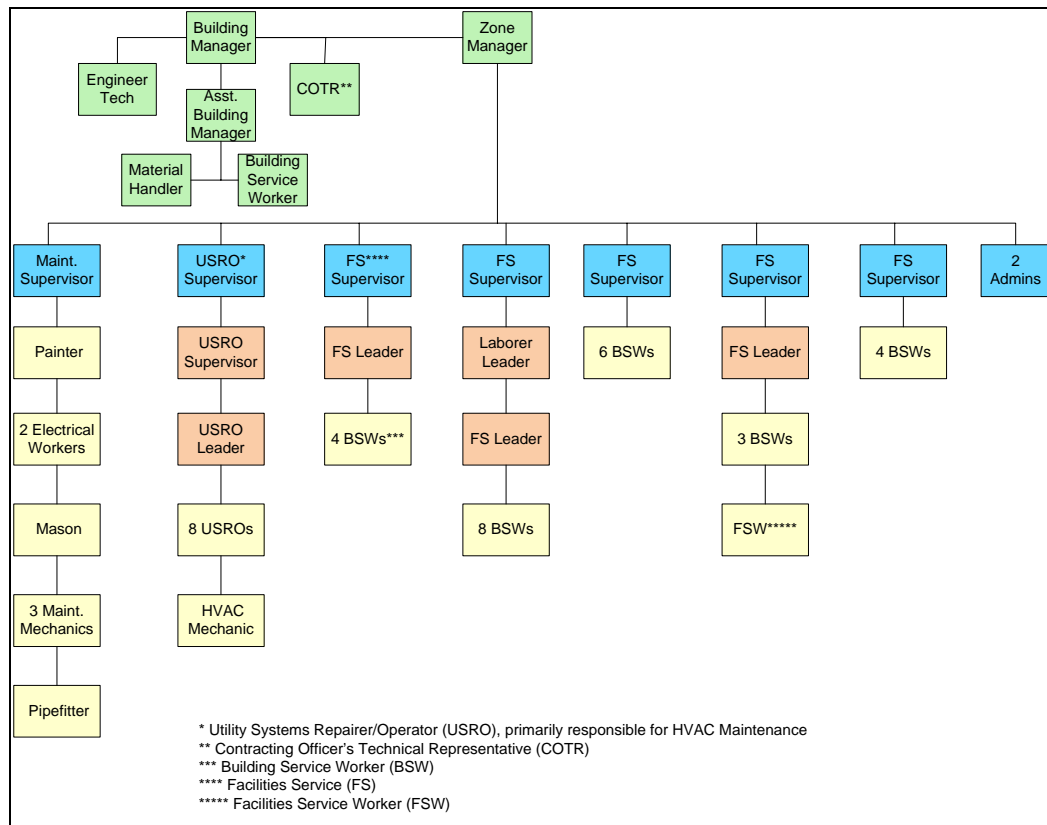 Building
Manager
Zone
Manager
Engineer
Tech
COTR**
Asst.
Building
Manager
Material
Handler
Building
Service
Worker
Maint.
Supervisor
USRO*
Supervisor
FS****
Supervisor
FS
Supervisor
FS
Supervisor
FS
Supervisor
FS
Supervisor
2
Admins
Painter
USRO
Supervisor
FS Leader
Laborer
Leader
6 BSWs
FS Leader
4 BSWs
2 Electrical
Workers
USRO
Leader
4 BSWs***
FS Leader
3 BSWs
Mason
8 USROs
8 BSWs
FSW*****
3 Maint.
Mechanics
HVAC
Mechanic
Pipefitter
* Utility Systems Repairer/Operator (USRO), primarily responsible for HVAC Maintenance
** Contracting Officer's Technical Representative (COTR)
*** Building Service Worker (BSW)
**** Facilities Service (FS)
***** Facilities Service Worker (FSW)